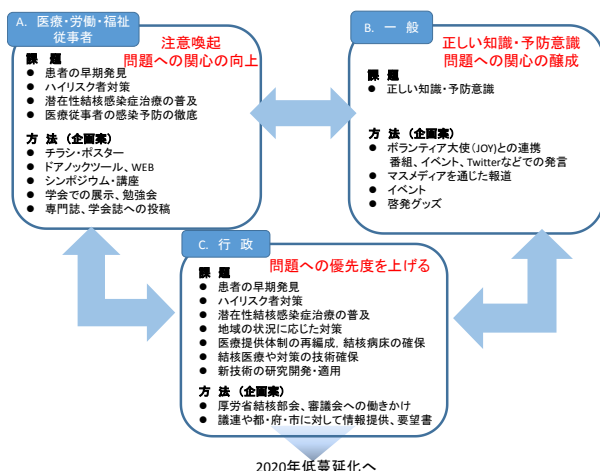 A. 医療・労働・福祉
従事者
注意喚起
問題への関心の向上
課 題
● 患者の早期発見
● ハイリスク者対策
● 潜在性結核感染症治療の普及
● 医療従事者の感染予防の徹底
方 法 (企画案)
● チラシ・ポスター
● ドアノックツール、WEB
● シンポジウム・講座
● 学会での展示、勉強会
● 専門誌、学会誌への投稿
B. 一 般
正しい知識・予防意識
問題への関心の醸成
課 題
● 正しい知識・予防意識
方 法 (企画案)
● ボランティア大使(JOY)との連携
番組、イベント、Twitterなどでの発言
● マスメディアを通じた報道
● イベント
● 啓発グッズ
C. 行 政
問題への優先度を上げる
課 題
● 患者の早期発見
● ハイリスク者対策
● 潜在性結核感染症治療の普及
● 地域の状況に応じた対策
● 医療提供体制の再編成, 結核病床の確保
● 結核医療や対策の技術確保
● 新技術の研究開発・適用
方 法 (企画案)
● 厚労省結核部会、審議会への働きかけ
● 議連や都・府・市に対して情報提供、要望書
2020年低蔓延化へ